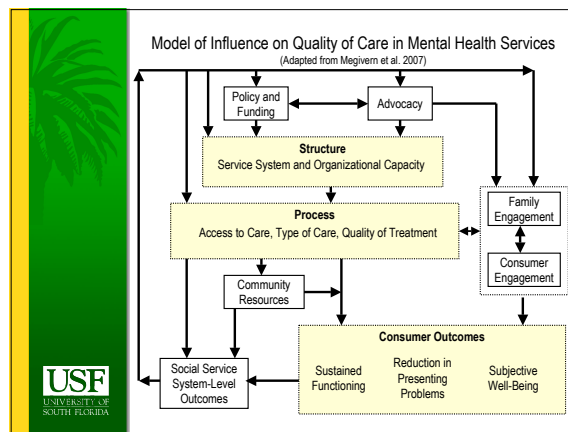 Model of Influence on Quality of Care in Mental Health Services
(Adapted from Megivern et al. 2007)
Policy and
Funding
Advocacy
Structure
Service System and Organizational Capacity
Process
Access to Care, Type of Care, Quality of Treatment
Family
Engagement
Consumer
Engagement
Community
Resources
Consumer Outcomes
Sustained
Functioning
Reduction in
Presenting
Problems
Subjective
Well-Being
Social Service
System-Level
Outcomes
USF
UNIVERSITY OF
SOUTH FLORIDA